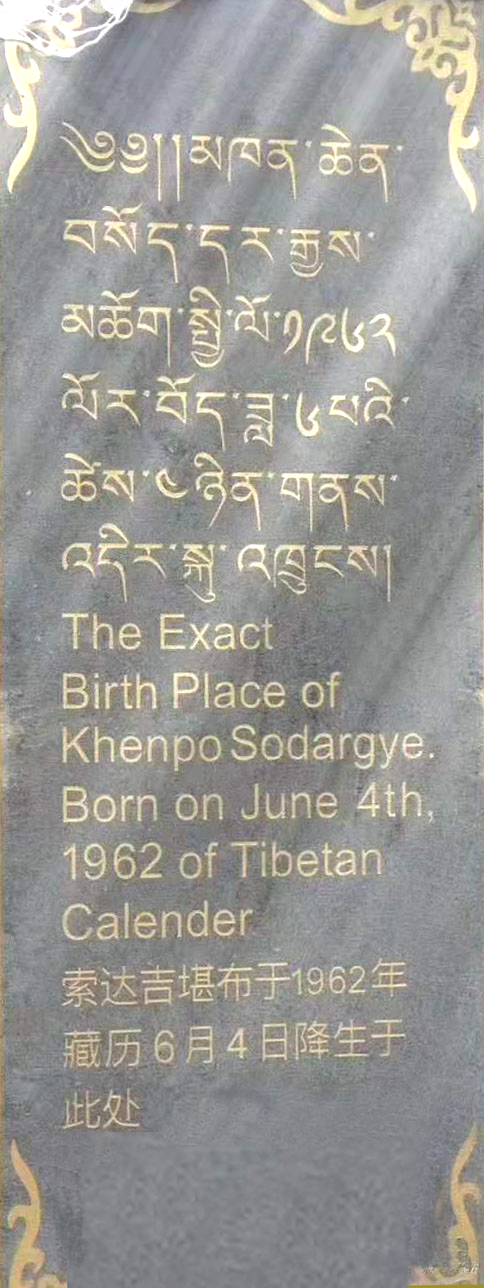 ༄༅།།མཁན་ཆེན་
བསོད་དར་རྒྱས་
མཆོག་སྤྱི་ལོ་༡༩༦༢
ལོར་བོད་ཟླ་༦པའི་
ཚེས་༤ཉིན་གནས་
འདིར་སྐུ་འཁྲུངས།
The Exact
Birth Place of
Khenpo Sodargye.
Born on June 4th,
1962 of Tibetan
Calender
索达吉堪布于1962年
藏历6月4日降生于
此处